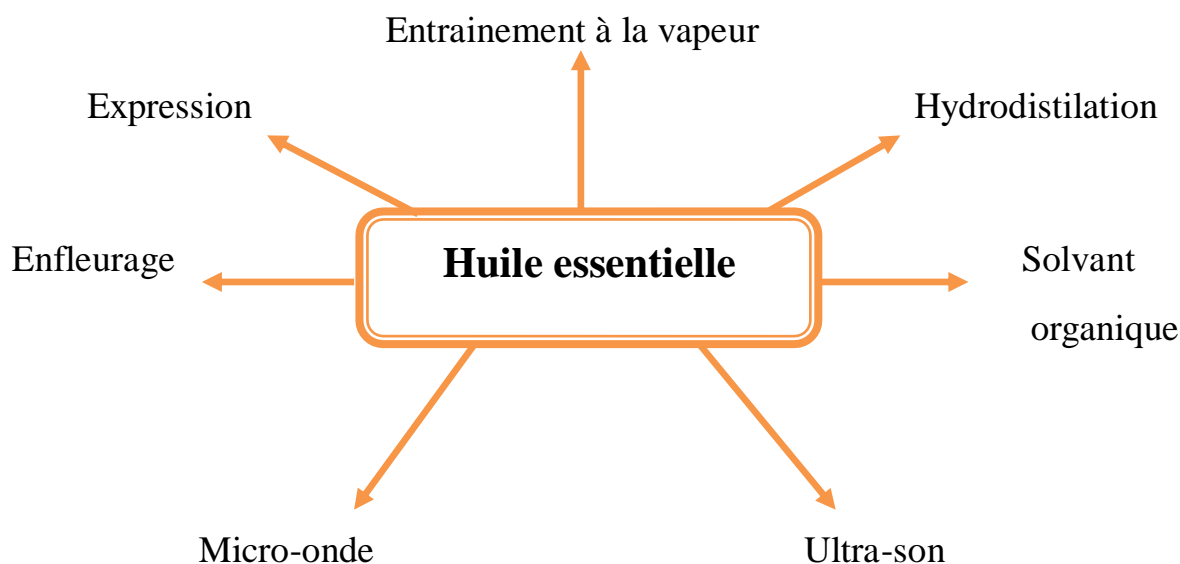 Entrainement à la vapeur
Expression
Hydrodistilation
Enfleurage
Huile essentielle
Solvant
organique
Micro-onde
Ultra-son